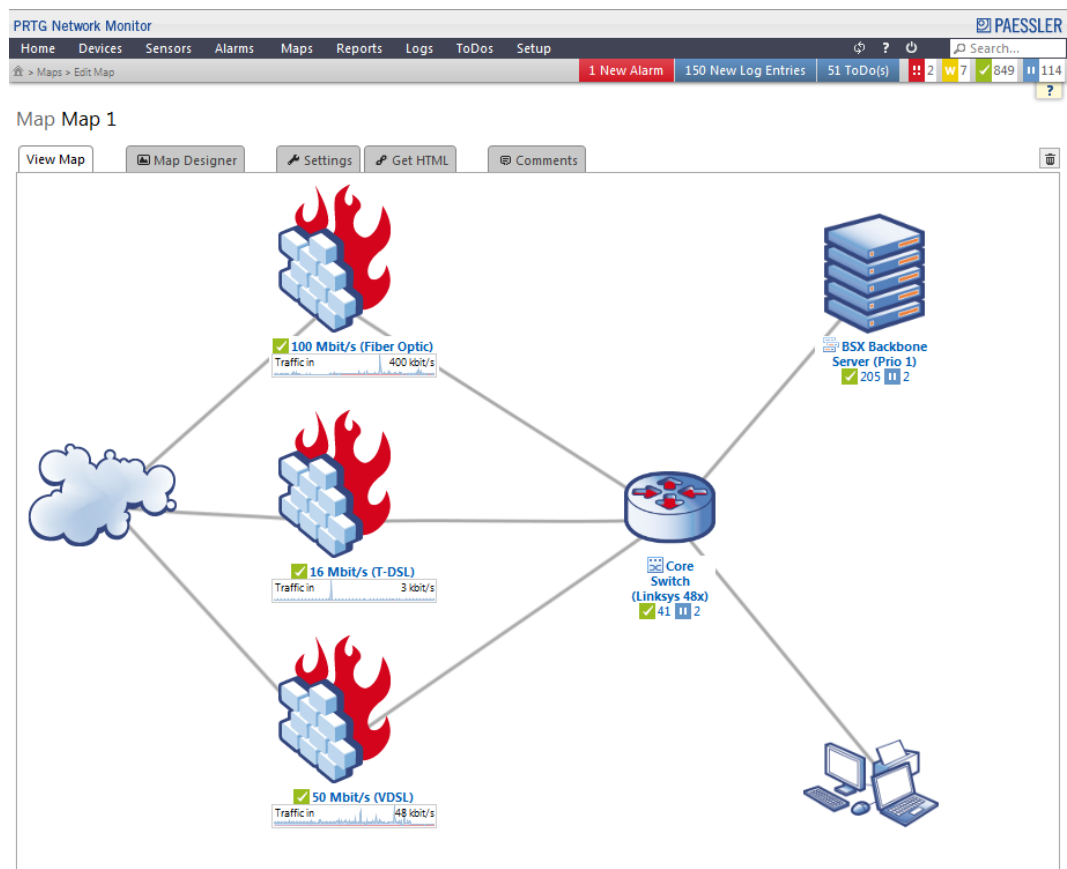 PRTG Network Monitor
PAESSLER
Home Devices Sensors Alarms Maps Reports Logs ToDos Setup ? Search...
> Maps > Edit Map
1 New Alarm 150 New Log Entries 51 ToDo(s) !! 2 W 7 849 114
?
Map Map 1
View Map Map Designer Settings Get HTML Comments
100 Mbit/s (Fiber Optic)
Traffic in 400 kbit/s
BSX Backbone
Server (Prio 1)
205 2
16 Mbit/s (T-DSL)
Traffic in 3 kbit/s
Core
Switch
(Linksys 48x)
41 2
50 Mbit/s (VDSL)
Traffic in 48 kbit/s